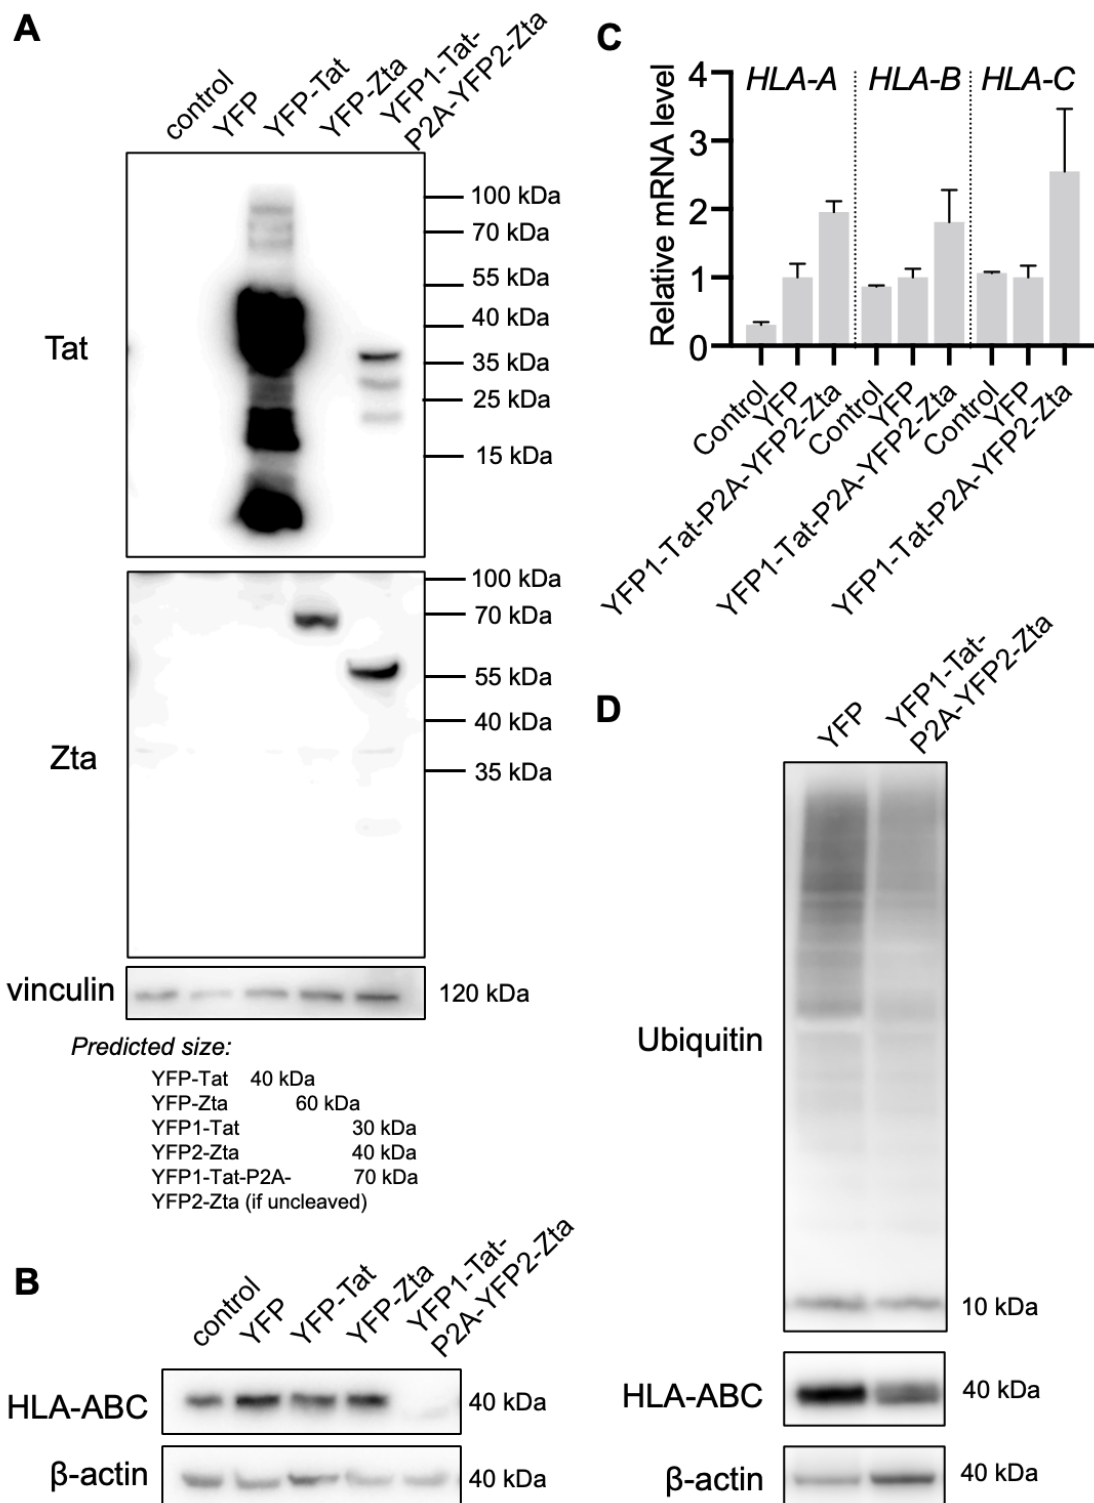 A
control
YFP
YFP-Tat
YFP-Zta
YFP1-Tat-
P2A-YFP2-Zta
Tat
100 kDa
70 kDa
55 kDa
40 kDa
35 kDa
25 kDa
15 kDa
Zta
100 kDa
70 kDa
55 kDa
40 kDa
35 kDa
vinculin
120 kDa
Predicted size:
YFP-Tat 40 kDa
YFP-Zta 60 kDa
YFP1-Tat 30 kDa
YFP2-Zta 40 kDa
YFP1-Tat-P2A- 70 kDa
YFP2-Zta (if uncleaved)
B
control
YFP
YFP-Tat
YFP-Zta
YFP1-Tat-
P2A-YFP2-Zta
HLA-ABC
40 kDa
β-actin
40 kDa
C
Relative mRNA level
4
3
2
1
0
HLA-A
HLA-B
HLA-C
Control
YFP
YFP1-Tat-P2A-YFP2-Zta
Control
YFP
YFP1-Tat-P2A-YFP2-Zta
Control
YFP
YFP1-Tat-P2A-YFP2-Zta
D
YFP
YFP1-Tat-
P2A-YFP2-Zta
Ubiquitin
10 kDa
HLA-ABC
40 kDa
β-actin
40 kDa